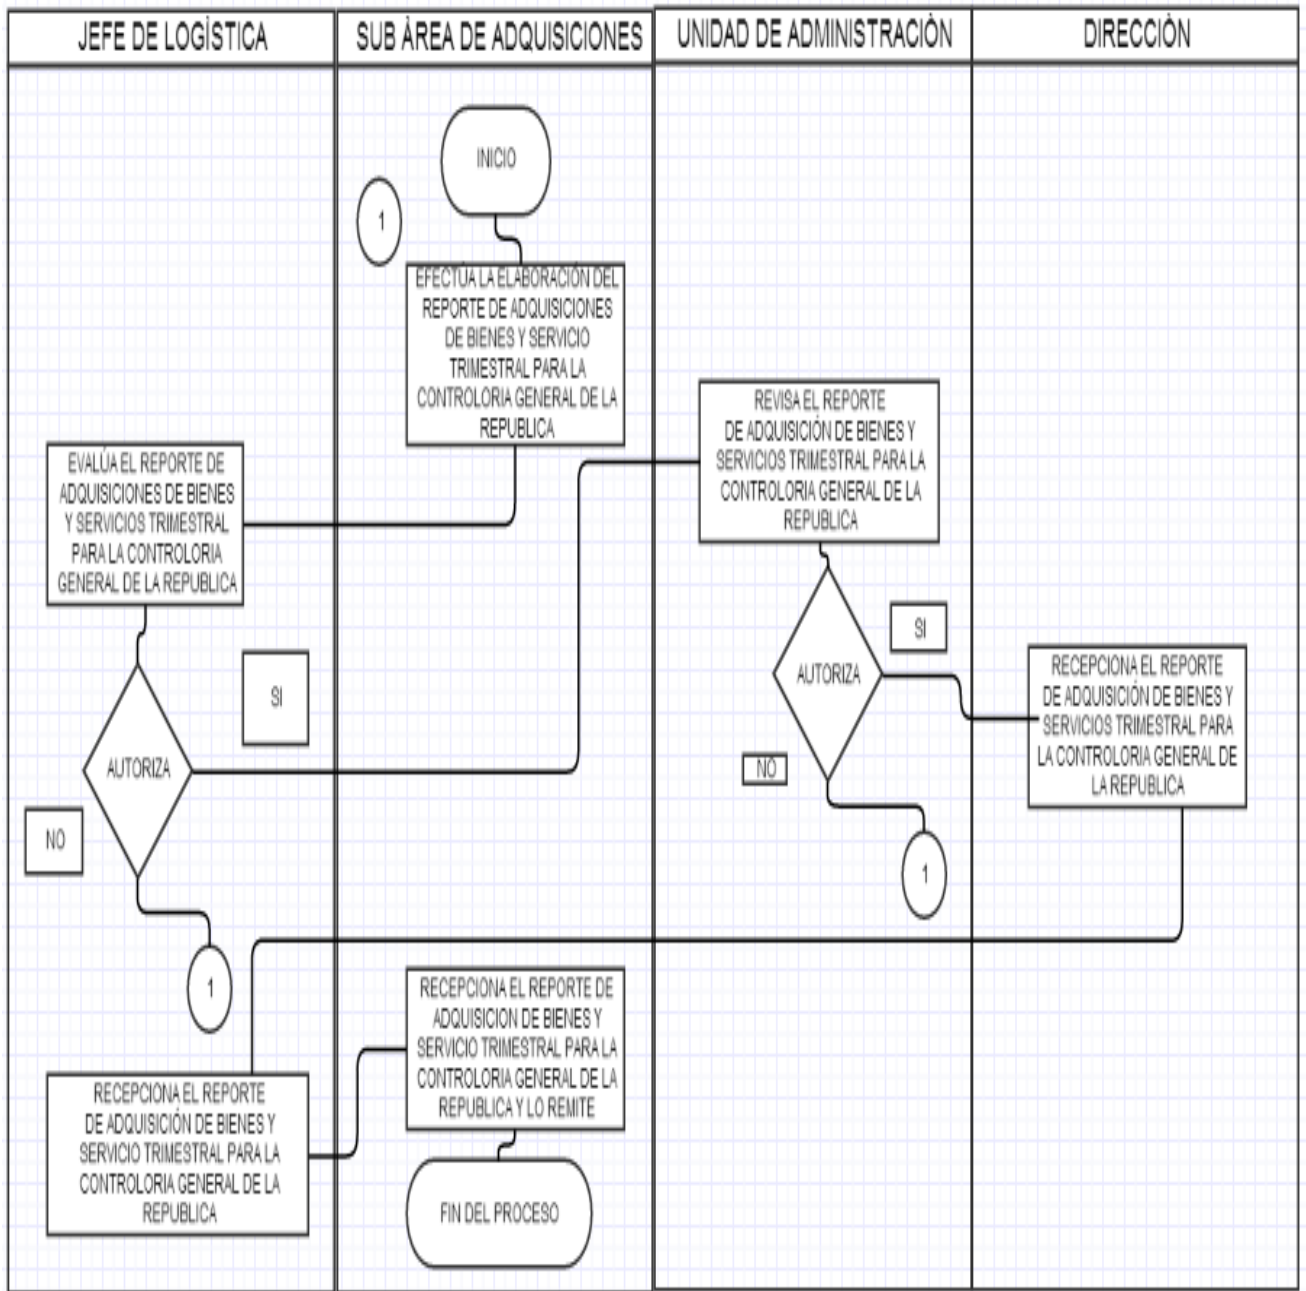 JEFE DE LOGÍSTICA
SUB ÀREA DE ADQUISICIONES
UNIDAD DE ADMINISTRACIÓN
DIRECCIÓN
INICIO
1
EFECTÚA LA ELABORACIÓN DEL
REPORTE DE ADQUISICIONES
DE BIENES Y SERVICIO
TRIMESTRAL PARA LA
CONTROLORIA GENERAL DE LA
REPUBLICA
EVALÚA EL REPORTE DE
ADQUISICIONES DE BIENES
Y SERVICIOS TRIMESTRAL
PARA LA CONTROLORIA
GENERAL DE LA REPUBLICA
SI
AUTORIZA
NO
1
REVISA EL REPORTE
DE ADQUISICIÓN DE BIENES Y
SERVICIOS TRIMESTRAL PARA LA
CONTROLORIA GENERAL DE LA
REPUBLICA
SI
AUTORIZA
NO
1
RECEPCIONA EL REPORTE
DE ADQUISICIÓN DE BIENES Y
SERVICIOS TRIMESTRAL PARA
LA CONTROLORIA GENERAL DE
LA REPUBLICA
RECEPCIONA EL REPORTE
DE ADQUISICIÓN DE BIENES Y
SERVICIO TRIMESTRAL PARA LA
CONTROLORIA GENERAL DE LA
REPUBLICA
RECEPCIONA EL REPORTE DE
ADQUISICION DE BIENES Y
SERVICIO TRIMESTRAL PARA LA
CONTROLORIA GENERAL DE LA
REPUBLICA Y LO REMITE
FIN DEL PROCESO